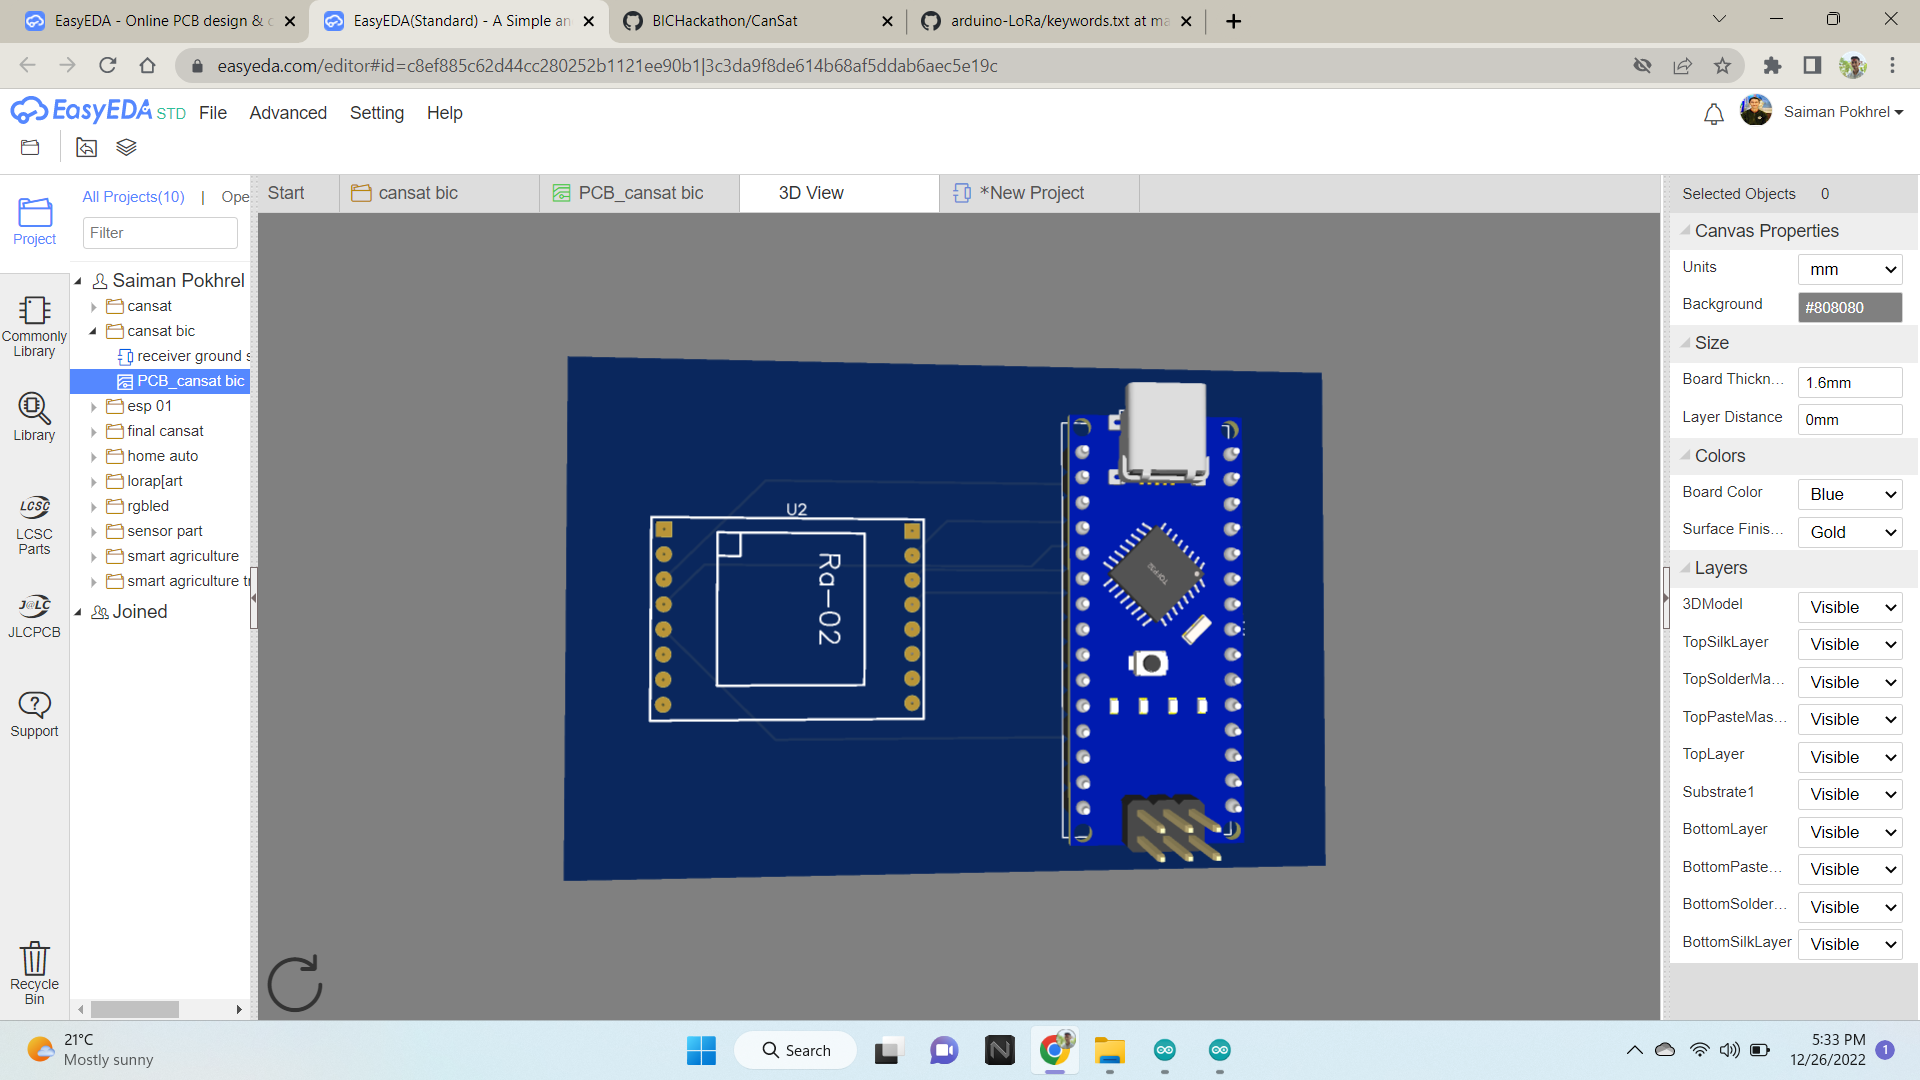 EasyEDA - Online PCB design & c
EasyEDA(Standard) - A Simple an
BICHackathon/CanSat
arduino-LoRa/keywords.txt at ma
easyeda.com/editor#id=c8ef885c62d44cc280252b1121ee90b1|3c3da9f8de614b68af5ddab6aec5e19c
EasyEDA STD File Advanced Setting Help
Saiman Pokhrel
All Projects(10) | Ope
Filter
Start
cansat bic
PCB_cansat bic
3D View
*New Project
Project
Commonly
Library
Library
LCSC
LCSC
Parts
J@LC
JLCPCB
Support
Recycle
Bin
Saiman Pokhrel
cansat
cansat bic
receiver ground s
PCB_cansat bic
esp 01
final cansat
home auto
lorap[art
rgbled
sensor part
smart agriculture
smart agriculture tr
Joined
U2
Ra-02
TQFP32
Selected Objects 0
Canvas Properties
Units mm
Background #808080
Size
Board Thickn... 1.6mm
Layer Distance 0mm
Colors
Board Color Blue
Surface Finis... Gold
Layers
3DModel Visible
TopSilkLayer Visible
TopSolderMa... Visible
TopPasteMas... Visible
TopLayer Visible
Substrate1 Visible
BottomLayer Visible
BottomPaste... Visible
BottomSolder... Visible
BottomSilkLayer Visible
21°C
Mostly sunny
Search
5:33 PM
12/26/2022
1